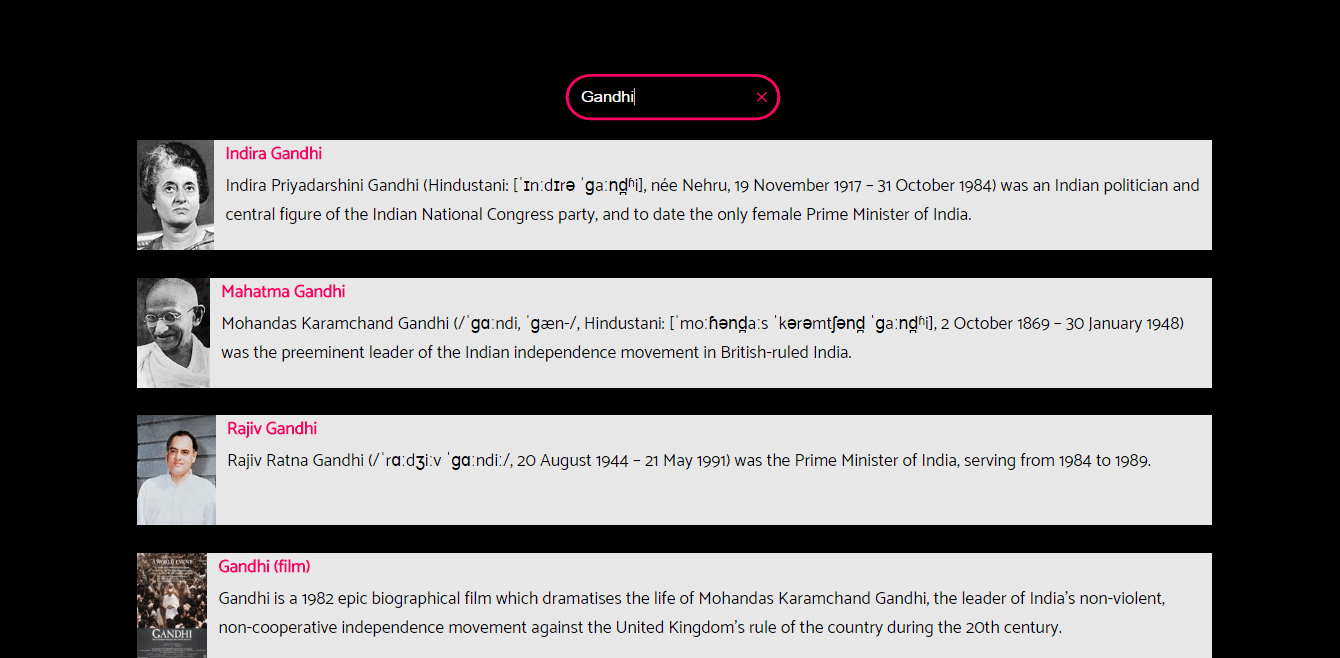 Gandhi
Indira Gandhi
Indira Priyadarshini Gandhi (Hindustani: [ˈɪnːdɪrə ˈɡaːnd̪ʱi], née Nehru, 19 November 1917 – 31 October 1984) was an Indian politician and
central figure of the Indian National Congress party, and to date the only female Prime Minister of India.
Mahatma Gandhi
Mohandas Karamchand Gandhi (/ˈɡɑːndi, ˈɡæn-/, Hindustani: [ˈmoːɦənd̪aːs ˈkərəmtʃənd̪ ˈɡaːnd̪ʱi], 2 October 1869 – 30 January 1948)
was the preeminent leader of the Indian independence movement in British-ruled India.
Rajiv Gandhi
Rajiv Ratna Gandhi (/ˈrɑːdʒiːv ˈɡɑːndiː/, 20 August 1944 – 21 May 1991) was the Prime Minister of India, serving from 1984 to 1989.
Gandhi (film)
Gandhi is a 1982 epic biographical film which dramatises the life of Mohandas Karamchand Gandhi, the leader of India's non-violent,
non-cooperative independence movement against the United Kingdom's rule of the country during the 20th century.
A WORLD EVENT
GANDHI